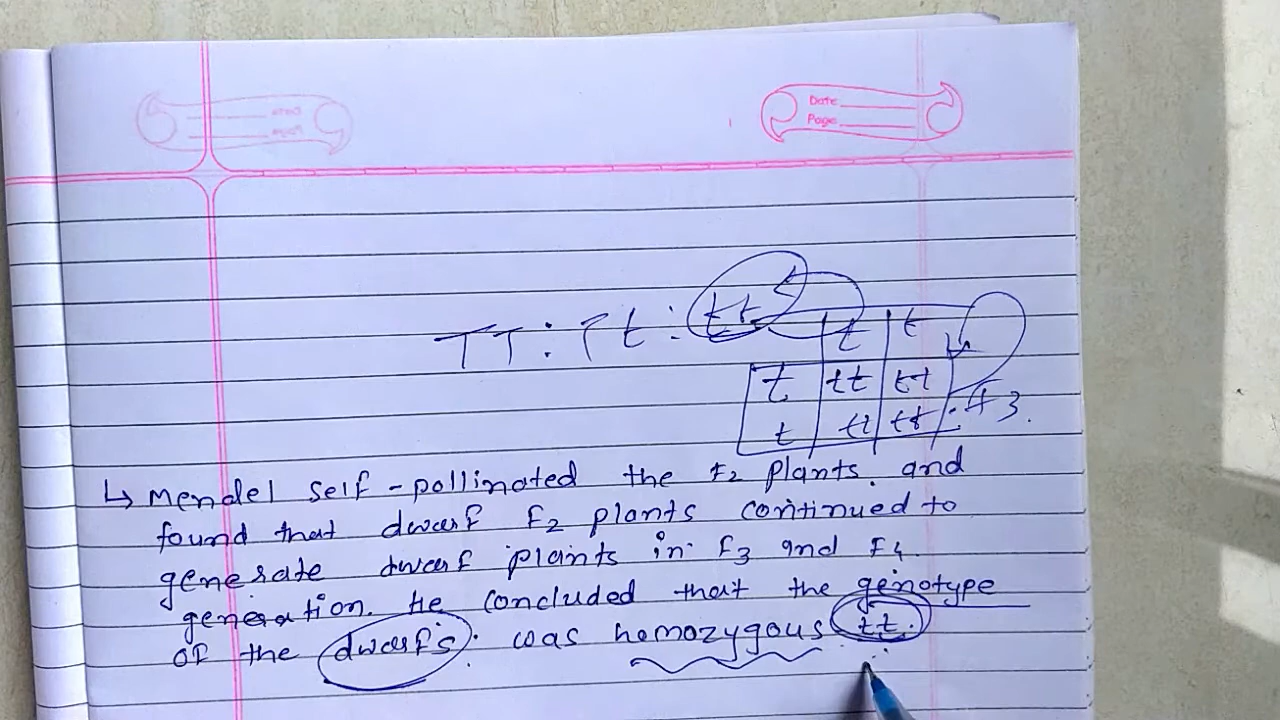 Date
Page
TT : Tt : tt
t t
t tt tt
t tt tt F3.
↳ Mendel self-pollinated the F2 plants. and
found that dwarf F2 plants continued to
generate dwarf plants in F3 and F4.
generation. He concluded that the genotype
of the dwarfs. was homozygous tt.